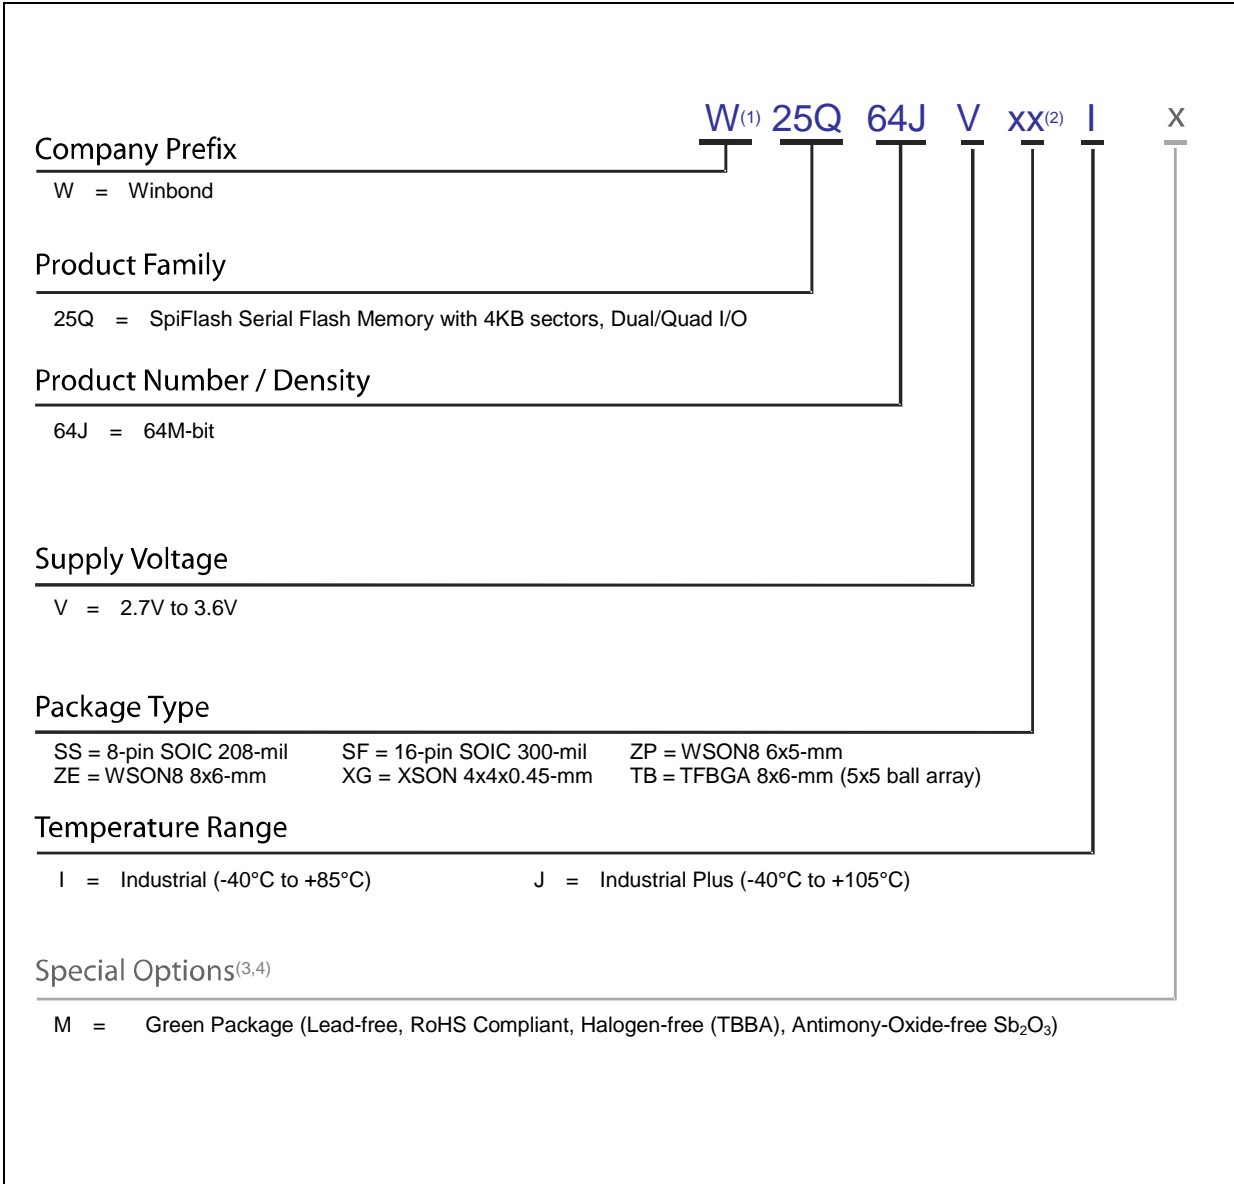 W(1) 25Q 64J V xx(2) I x
Company Prefix
W = Winbond
Product Family
25Q = SpiFlash Serial Flash Memory with 4KB sectors, Dual/Quad I/O
Product Number / Density
64J = 64M-bit
Supply Voltage
V = 2.7V to 3.6V
Package Type
SS = 8-pin SOIC 208-mil SF = 16-pin SOIC 300-mil ZP = WSON8 6x5-mm
ZE = WSON8 8x6-mm XG = XSON 4x4x0.45-mm TB = TFBGA 8x6-mm (5x5 ball array)
Temperature Range
I = Industrial (-40°C to +85°C) J = Industrial Plus (-40°C to +105°C)
Special Options(3,4)
M = Green Package (Lead-free, RoHS Compliant, Halogen-free (TBBA), Antimony-Oxide-free Sb₂O₃)